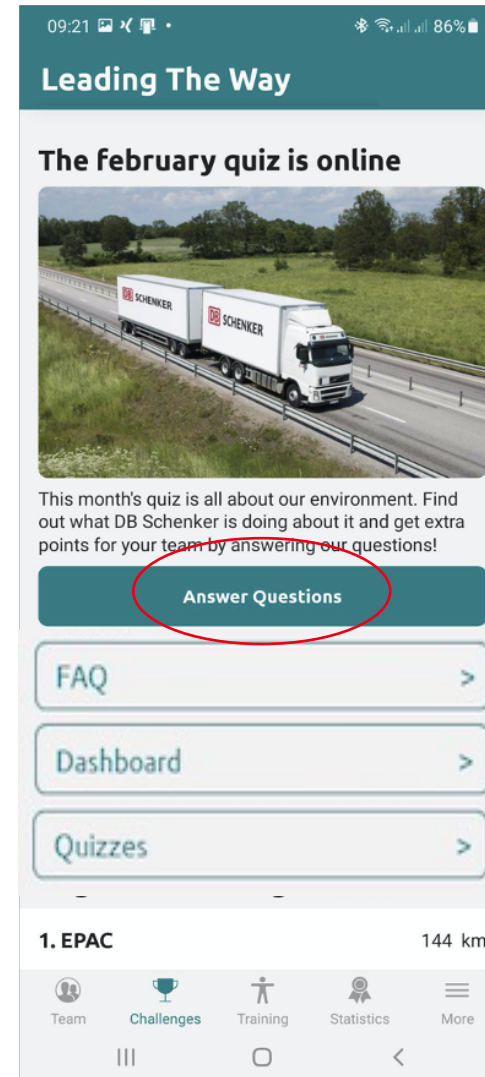 09:21 86%
Leading The Way
The february quiz is online
DB SCHENKER
DB SCHENKER
This month's quiz is all about our environment. Find
out what DB Schenker is doing about it and get extra
points for your team by answering our questions!
Answer Questions
FAQ >
Dashboard >
Quizzes >
1. EPAC 144 km
Team Challenges Training Statistics More